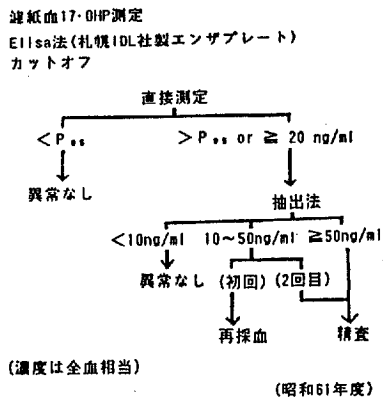 濾紙血17・OHP測定
Elisa法(札幌IDL社製エンザプレート)
カットオフ
直接測定
<P₉₅ >P₉₅ or ≧ 20 ng/ml
異常なし
抽出法
<10ng/ml 10~50ng/ml ≧50ng/ml
異常なし (初回) (2回目)
再採血 精査
(濃度は全血相当)
(昭和61年度)